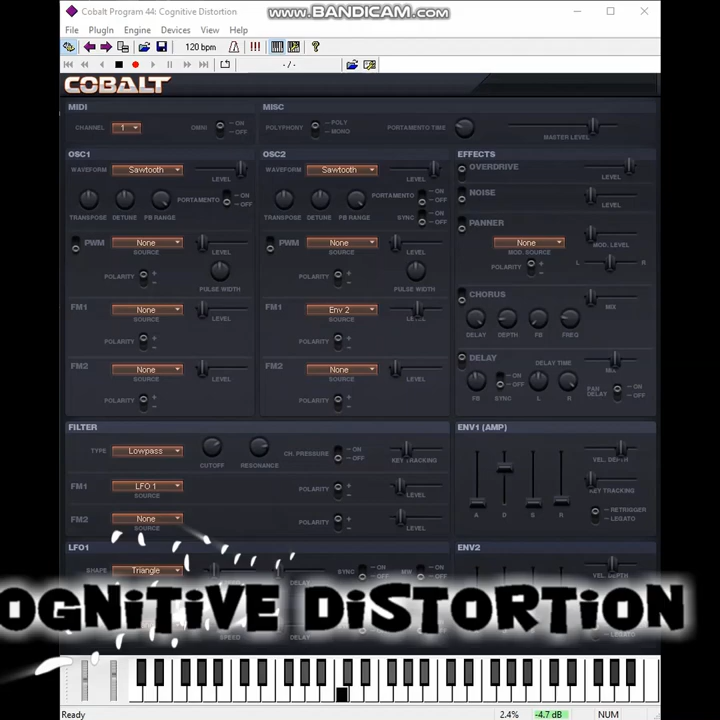 Cobalt Program 44: Cognitive Distortion
www.BANDICAM.com
File PlugIn Engine Devices View Help
120 bpm
- / -
COBALT
MIDI
CHANNEL 1 OMNI ON OFF
MISC
POLYPHONY POLY MONO PORTAMENTO TIME MASTER LEVEL
OSC1
WAVEFORM Sawtooth LEVEL
TRANSPOSE DETUNE PB RANGE PORTAMENTO ON OFF
PWM None SOURCE LEVEL
POLARITY + - PULSE WIDTH
FM1 None SOURCE LEVEL
POLARITY + -
FM2 None SOURCE LEVEL
POLARITY + -
OSC2
WAVEFORM Sawtooth LEVEL
TRANSPOSE DETUNE PB RANGE PORTAMENTO ON OFF
SYNC ON OFF
PWM None SOURCE LEVEL
POLARITY + - PULSE WIDTH
FM1 Env 2 SOURCE LEVEL
POLARITY + -
FM2 None SOURCE LEVEL
POLARITY + -
EFFECTS
OVERDRIVE LEVEL
NOISE LEVEL
PANNER
None MOD. SOURCE MOD. LEVEL
POLARITY + - L R
CHORUS MIX
DELAY DEPTH FB FREQ
DELAY DELAY TIME MIX
FB SYNC ON OFF L R PAN DELAY ON OFF
FILTER
TYPE Lowpass CUTOFF RESONANCE CH. PRESSURE ON OFF KEY TRACKING
FM1 LFO 1 SOURCE POLARITY + - LEVEL
FM2 None SOURCE POLARITY + - LEVEL
ENV1 (AMP)
VEL. DEPTH
KEY TRACKING
RETRIGGER
LEGATO
A D S R
LFO1
SHAPE Triangle DELAY SYNC ON OFF MW ON
ENV2
VEL. DEPTH
OGNITIVE DISTORTION
SPEED DELAY LEGATO
Ready 2.4% -4.7 dB NUM